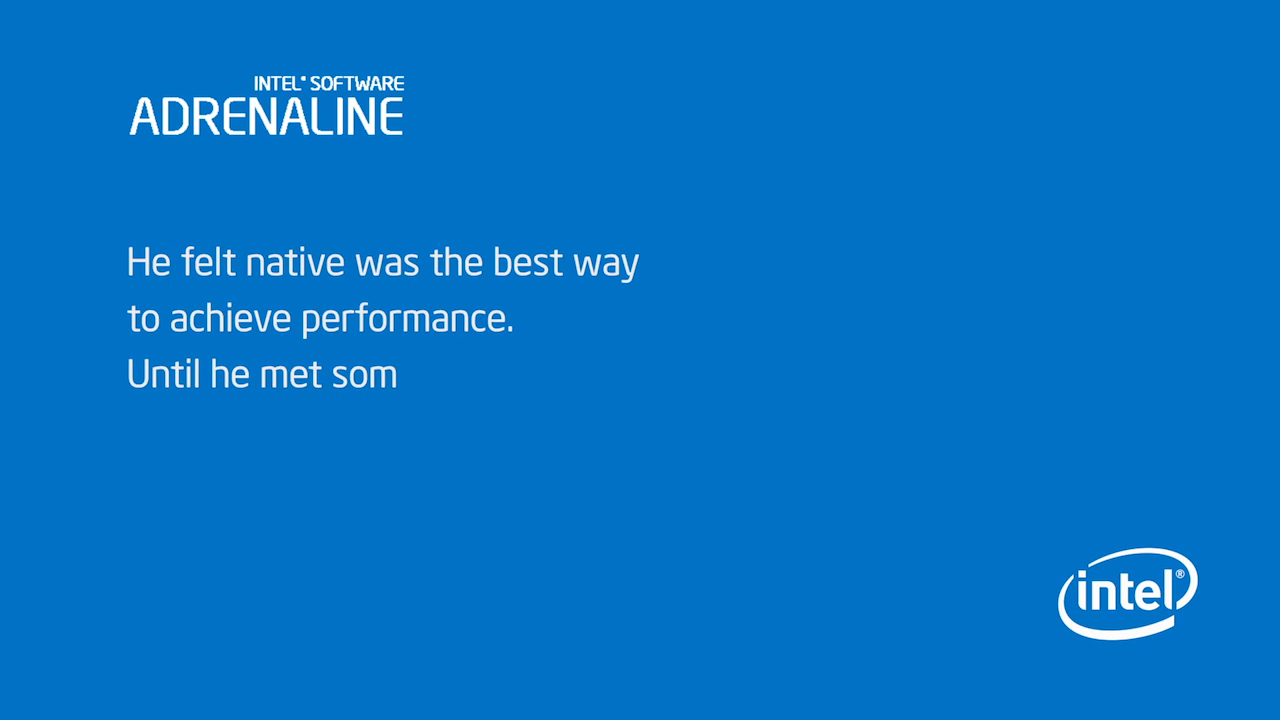 INTEL® SOFTWARE
ADRENALINE
He felt native was the best way
to achieve performance.
Until he met som
intel®